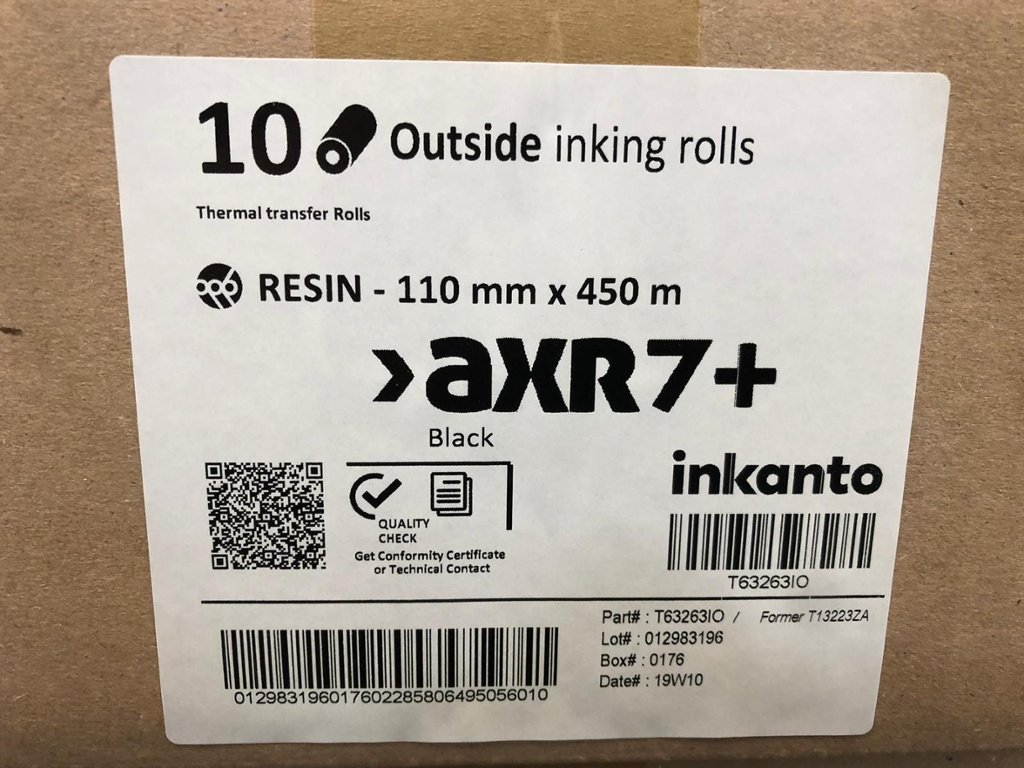 10 Outside inking rolls
Thermal transfer Rolls
RESIN - 110 mm x 450 m
>aXR7+
Black
QUALITY
CHECK
Get Conformity Certificate
or Technical Contact
inkanto
T63263IO
Part# : T63263IO / Former T13223ZA
Lot# : 012983196
Box# : 0176
Date# : 19W10
012983196017602285806495056010